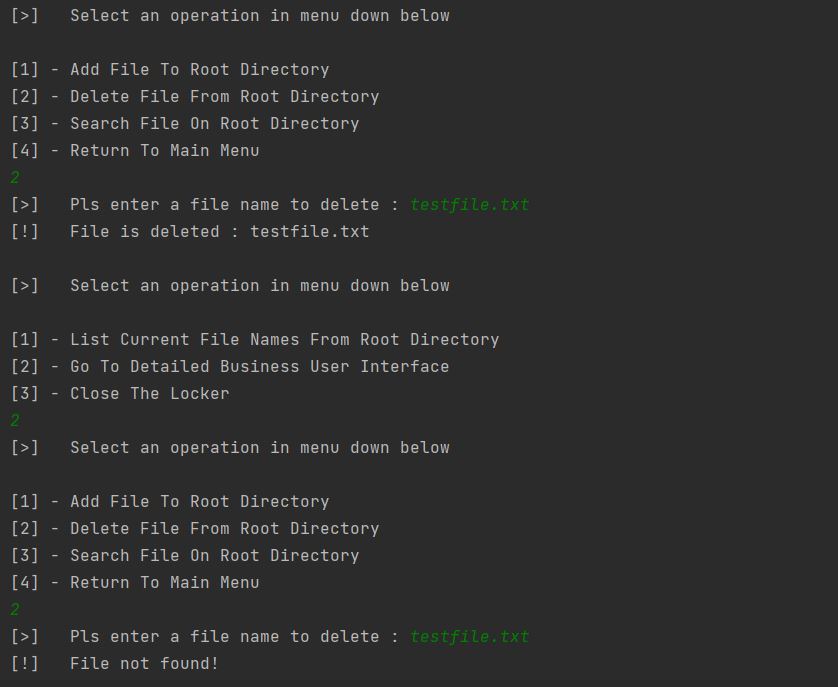 [>]   Select an operation in menu down below
[1] - Add File To Root Directory
[2] - Delete File From Root Directory
[3] - Search File On Root Directory
[4] - Return To Main Menu
2
[>]   Pls enter a file name to delete : testfile.txt
[!]   File is deleted : testfile.txt
[>]   Select an operation in menu down below
[1] - List Current File Names From Root Directory
[2] - Go To Detailed Business User Interface
[3] - Close The Locker
2
[>]   Select an operation in menu down below
[1] - Add File To Root Directory
[2] - Delete File From Root Directory
[3] - Search File On Root Directory
[4] - Return To Main Menu
2
[>]   Pls enter a file name to delete : testfile.txt
[!]   File not found!